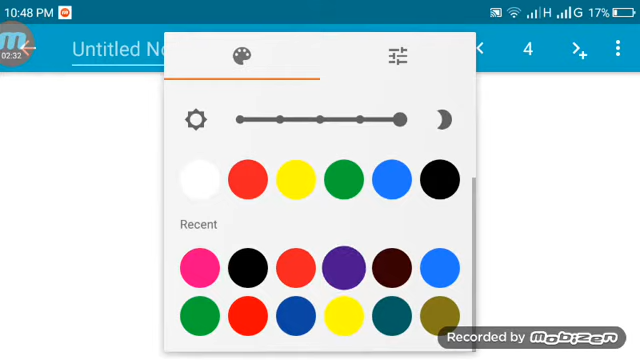 10:48 PM H G 17%
02:32
Untitled No 4
Recent
Recorded by mobizen